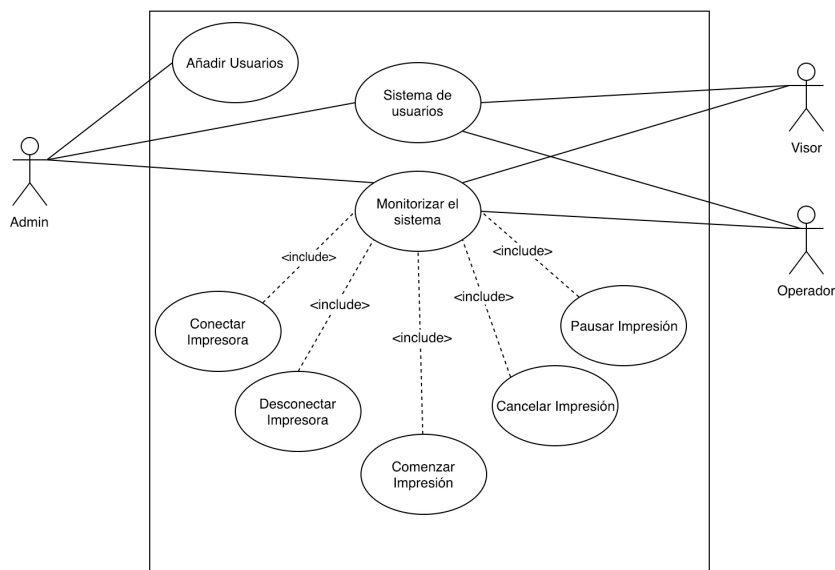 Añadir Usuarios
Sistema de
usuarios
Visor
Admin
Monitorizar el
sistema
Operador
<include>
<include>
<include>
<include>
<include>
Conectar
Impresora
Pausar Impresión
Desconectar
Impresora
Cancelar Impresión
Comenzar
Impresión